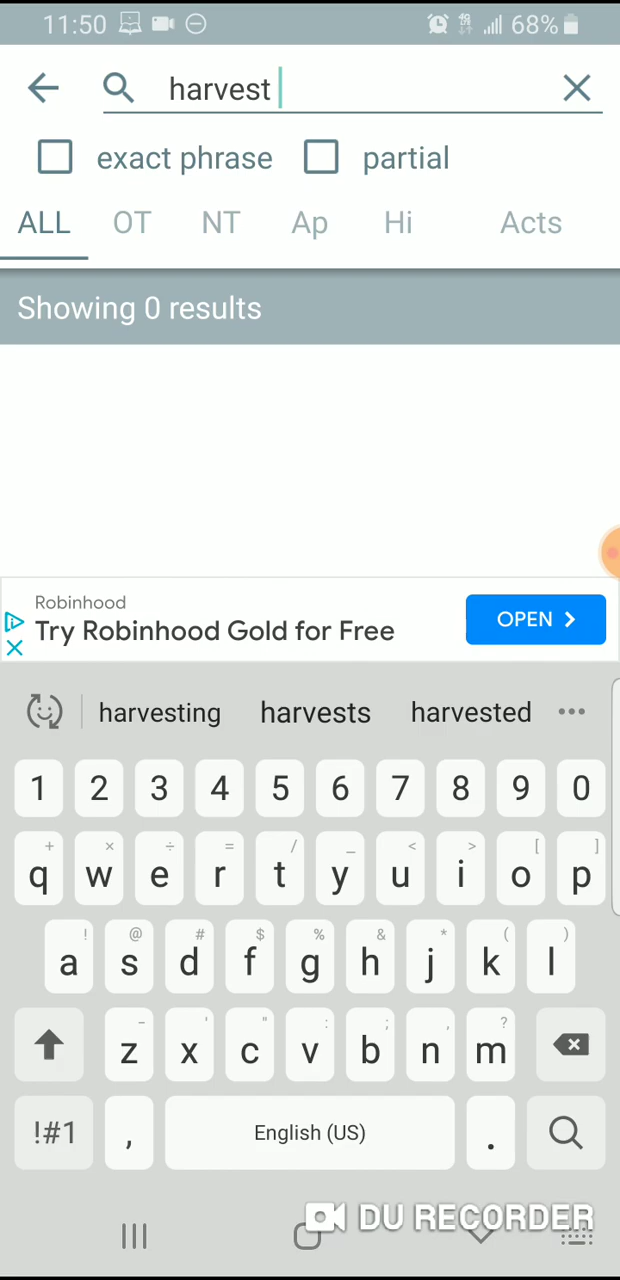 11:50 68%
harvest
exact phrase partial
ALL OT NT Ap Hi Acts
Showing 0 results
Robinhood
Try Robinhood Gold for Free
OPEN
harvesting harvests harvested •••
1 2 3 4 5 6 7 8 9 0
+ × ÷ = / _ < > [ ]
q w e r t y u i o p
! @ # $ % & * ( )
a s d f g h j k l
- ' " : ; , ?
z x c v b n m
!#1 , English (US) .
DU RECORDER